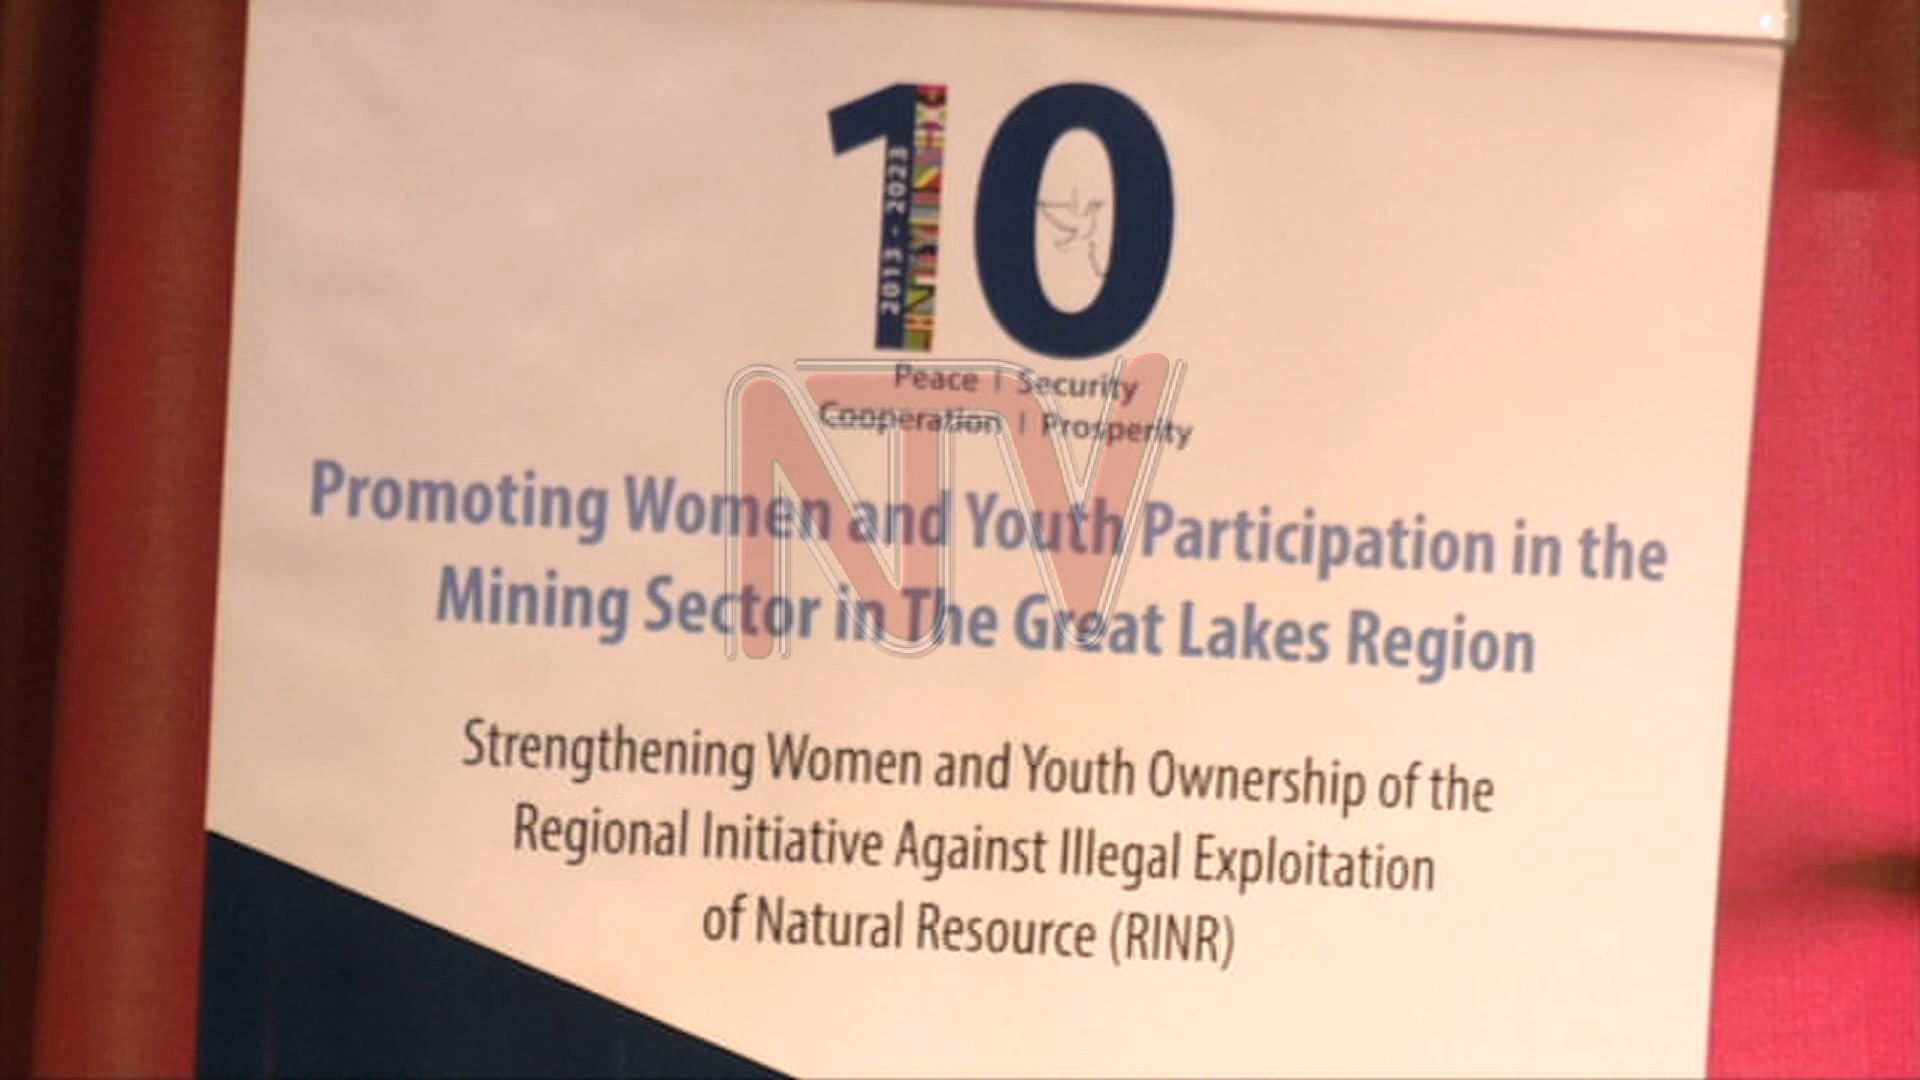 10
2013 - 2023
Peace | Security
Cooperation | Prosperity
NTV
Promoting Women and Youth Participation in the
Mining Sector in The Great Lakes Region
Strengthening Women and Youth Ownership of the
Regional Initiative Against Illegal Exploitation
of Natural Resource (RINR)